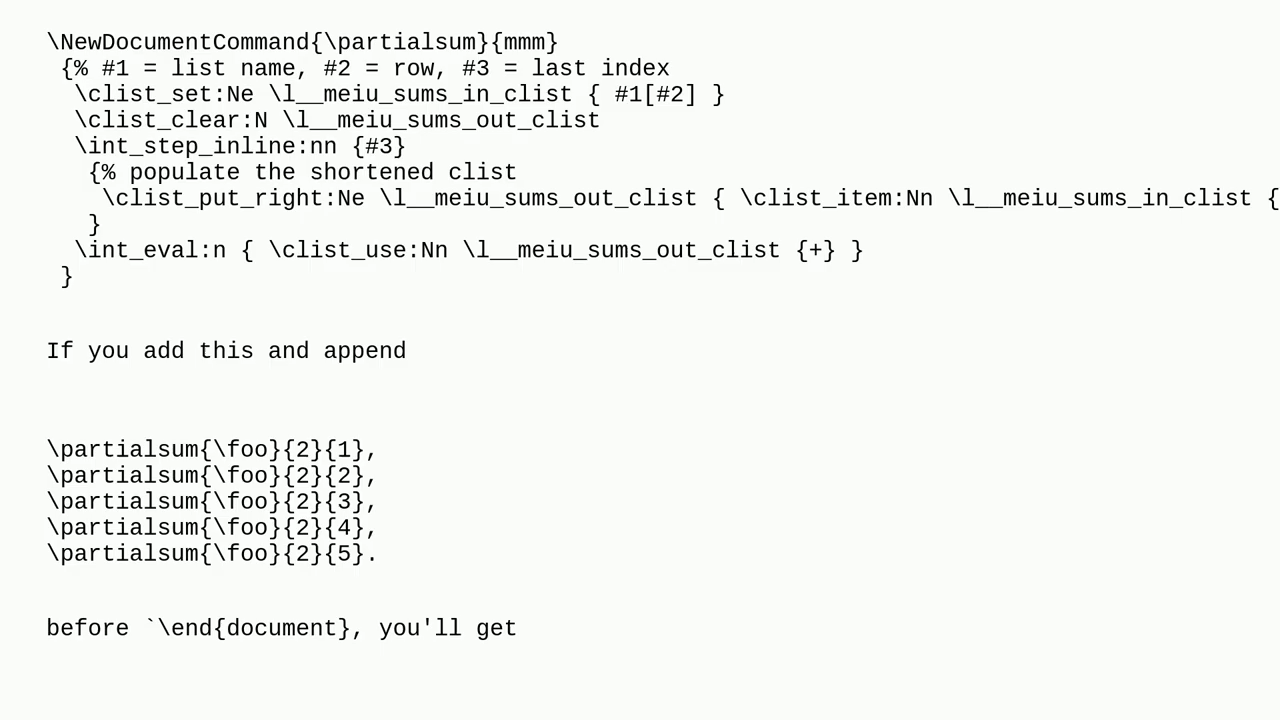 \NewDocumentCommand{\partialsum}{mmm}
 {% #1 = list name, #2 = row, #3 = last index
  \clist_set:Ne \l__meiu_sums_in_clist { #1[#2] }
  \clist_clear:N \l__meiu_sums_out_clist
  \int_step_inline:nn {#3}
   {% populate the shortened clist
    \clist_put_right:Ne \l__meiu_sums_out_clist { \clist_item:Nn \l__meiu_sums_in_clist {
   }
  \int_eval:n { \clist_use:Nn \l__meiu_sums_out_clist {+} }
 }
If you add this and append
\partialsum{\foo}{2}{1},
\partialsum{\foo}{2}{2},
\partialsum{\foo}{2}{3},
\partialsum{\foo}{2}{4},
\partialsum{\foo}{2}{5}.
before `\end{document}, you'll get